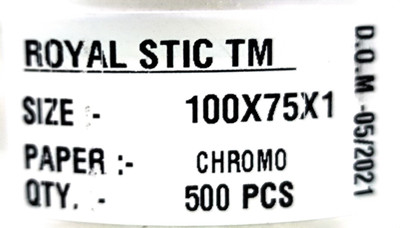 ROYAL STIC TM
SIZE :- 100X75X1
PAPER :- CHROMO
QTY. - 500 PCS
D.O.M -05/2021